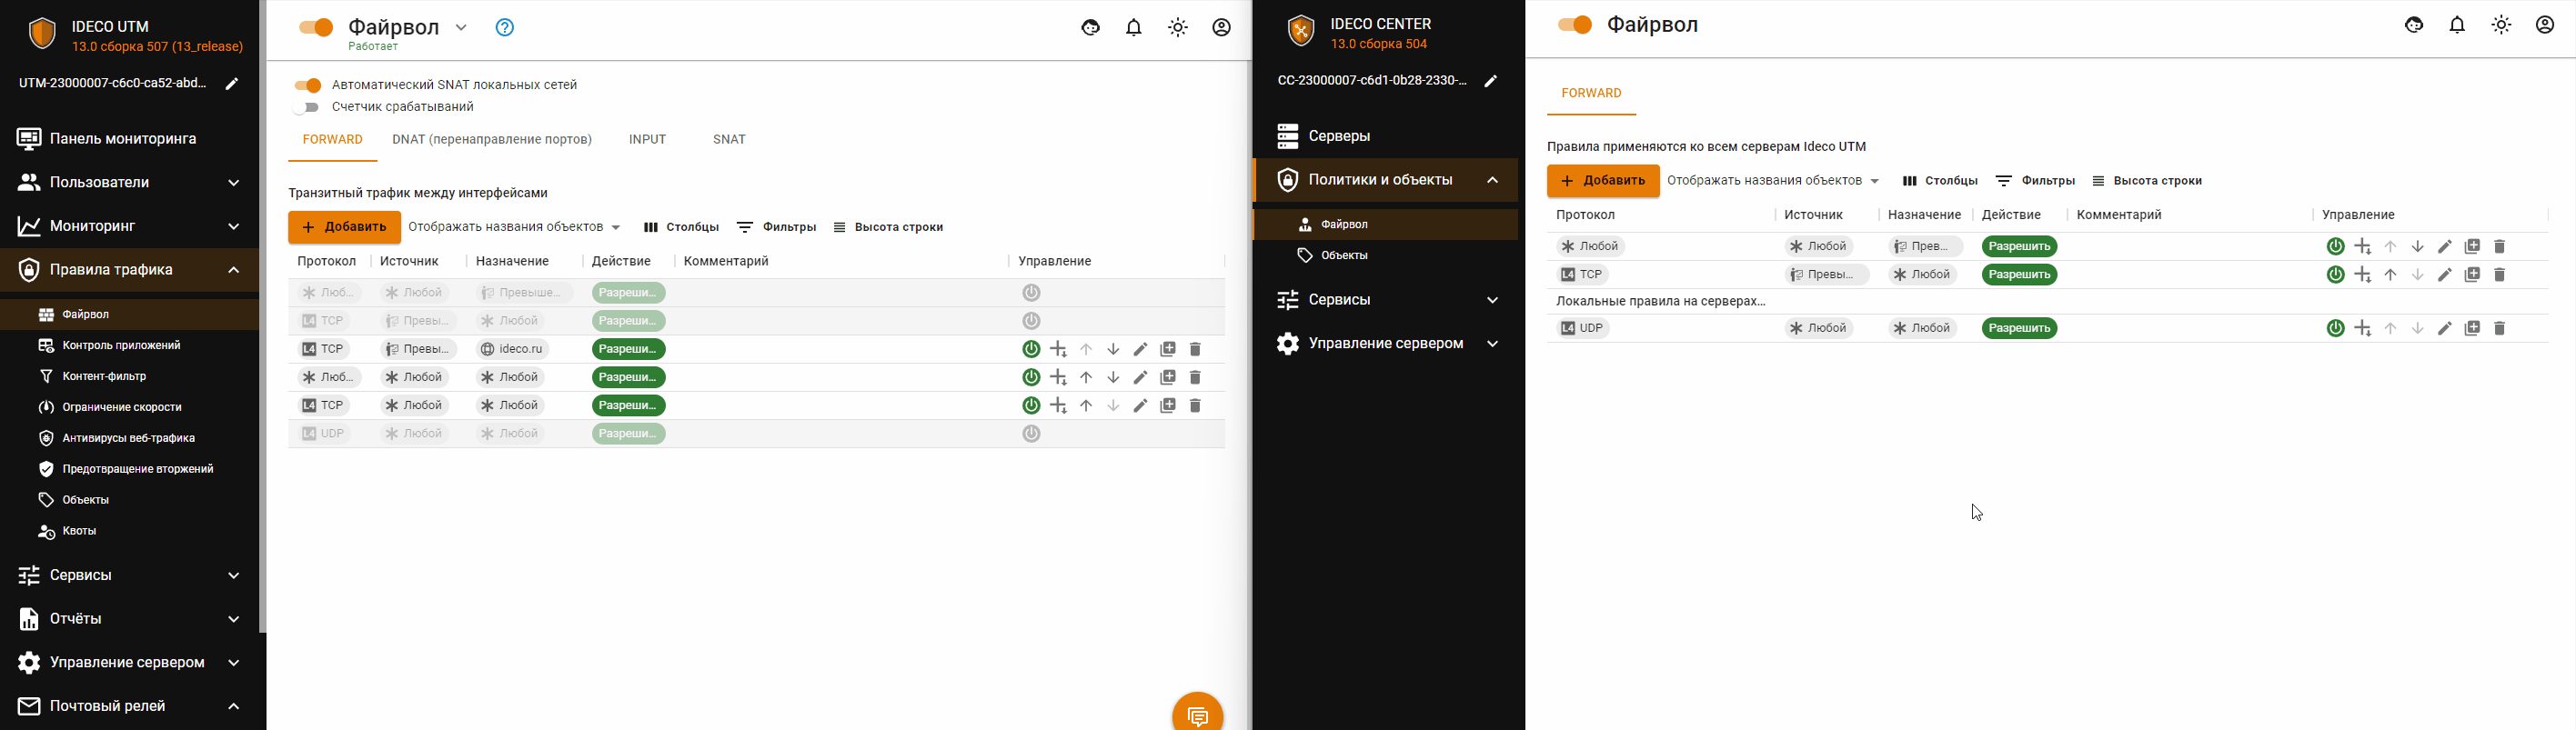 IDECO UTM
13.0 сборка 507 (13_release)
UTM-23000007-c6c0-ca52-abd...
Панель мониторинга
Пользователи
Мониторинг
Правила трафика
Файрвол
Контроль приложений
Контент-фильтр
Ограничение скорости
Антивирусы веб-трафика
Предотвращение вторжений
Объекты
Квоты
Сервисы
Отчёты
Управление сервером
Почтовый релей
Файрвол
Работает
Автоматический SNAT локальных сетей
Счетчик срабатываний
FORWARD DNAT (перенаправление портов) INPUT SNAT
Транзитный трафик между интерфейсами
Добавить Отображать названия объектов Столбцы Фильтры Высота строки
Протокол Источник Назначение Действие Комментарий Управление
Люб... Любой Превыше... Разреши...
L4 TCP Превы... Любой Разреши...
L4 TCP Превы... ideco.ru Разреши...
Люб... Любой Любой Разреши...
L4 TCP Любой Любой Разреши...
L4 UDP Любой Любой Разреши...
IDECO CENTER
13.0 сборка 504
CC-23000007-c6d1-0b28-2330-...
Серверы
Политики и объекты
Файрвол
Объекты
Сервисы
Управление сервером
Файрвол
FORWARD
Правила применяются ко всем серверам Ideco UTM
Добавить Отображать названия объектов Столбцы Фильтры Высота строки
Протокол Источник Назначение Действие Комментарий Управление
Любой Любой Прев... Разрешить
L4 TCP Превы... Любой Разрешить
Локальные правила на серверах...
L4 UDP Любой Любой Разрешить